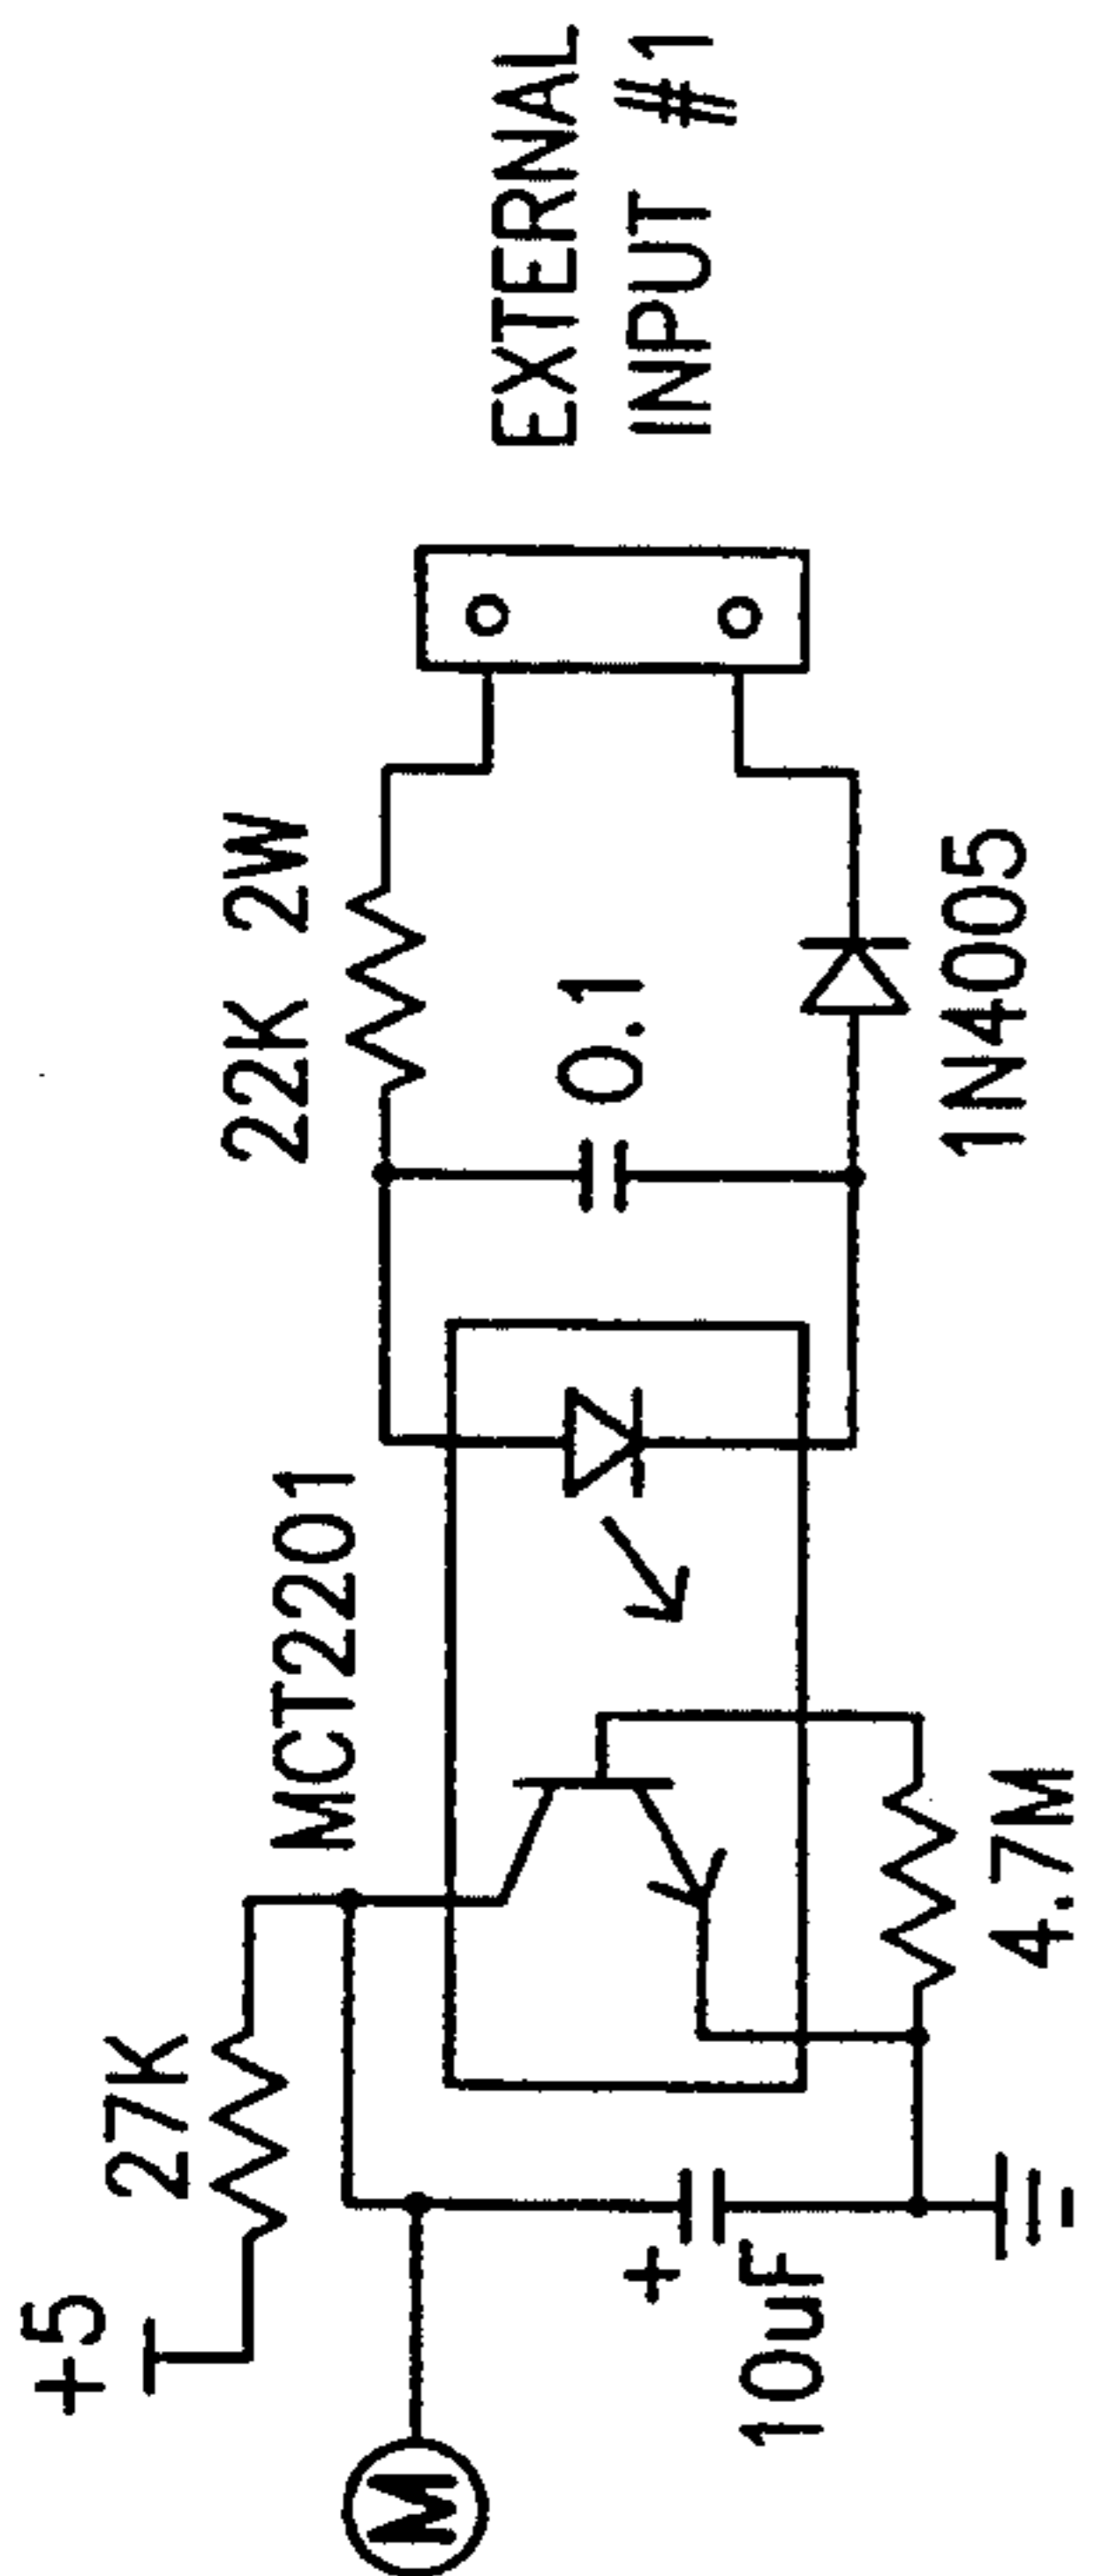 EXTERNAL
INPUT #1
22K 2W
0.1
1N4005
MCT2201
4.7M
27K
+5
+
10uF
M